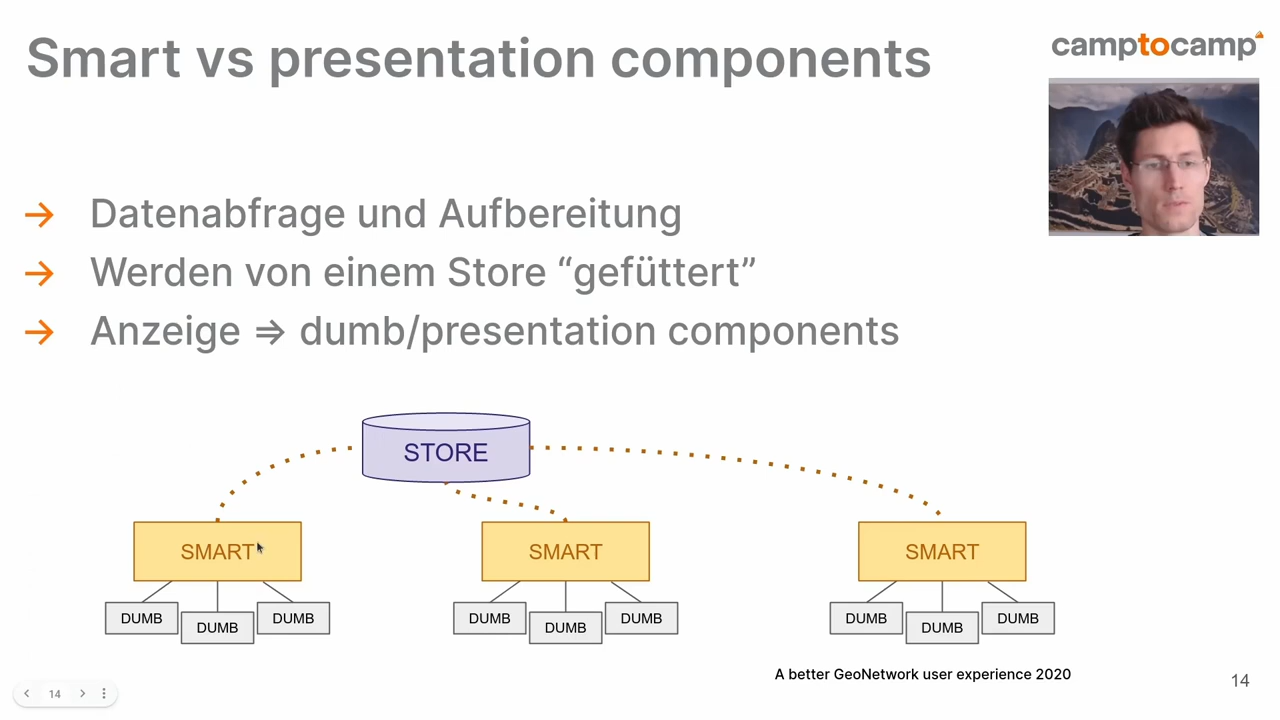 Smart vs presentation components
camptocamp
→ Datenabfrage und Aufbereitung
→ Werden von einem Store “gefüttert”
→ Anzeige ⇒ dumb/presentation components
STORE
SMART
SMART
SMART
DUMB
DUMB
DUMB
DUMB
DUMB
DUMB
DUMB
DUMB
DUMB
A better GeoNetwork user experience 2020
14
14